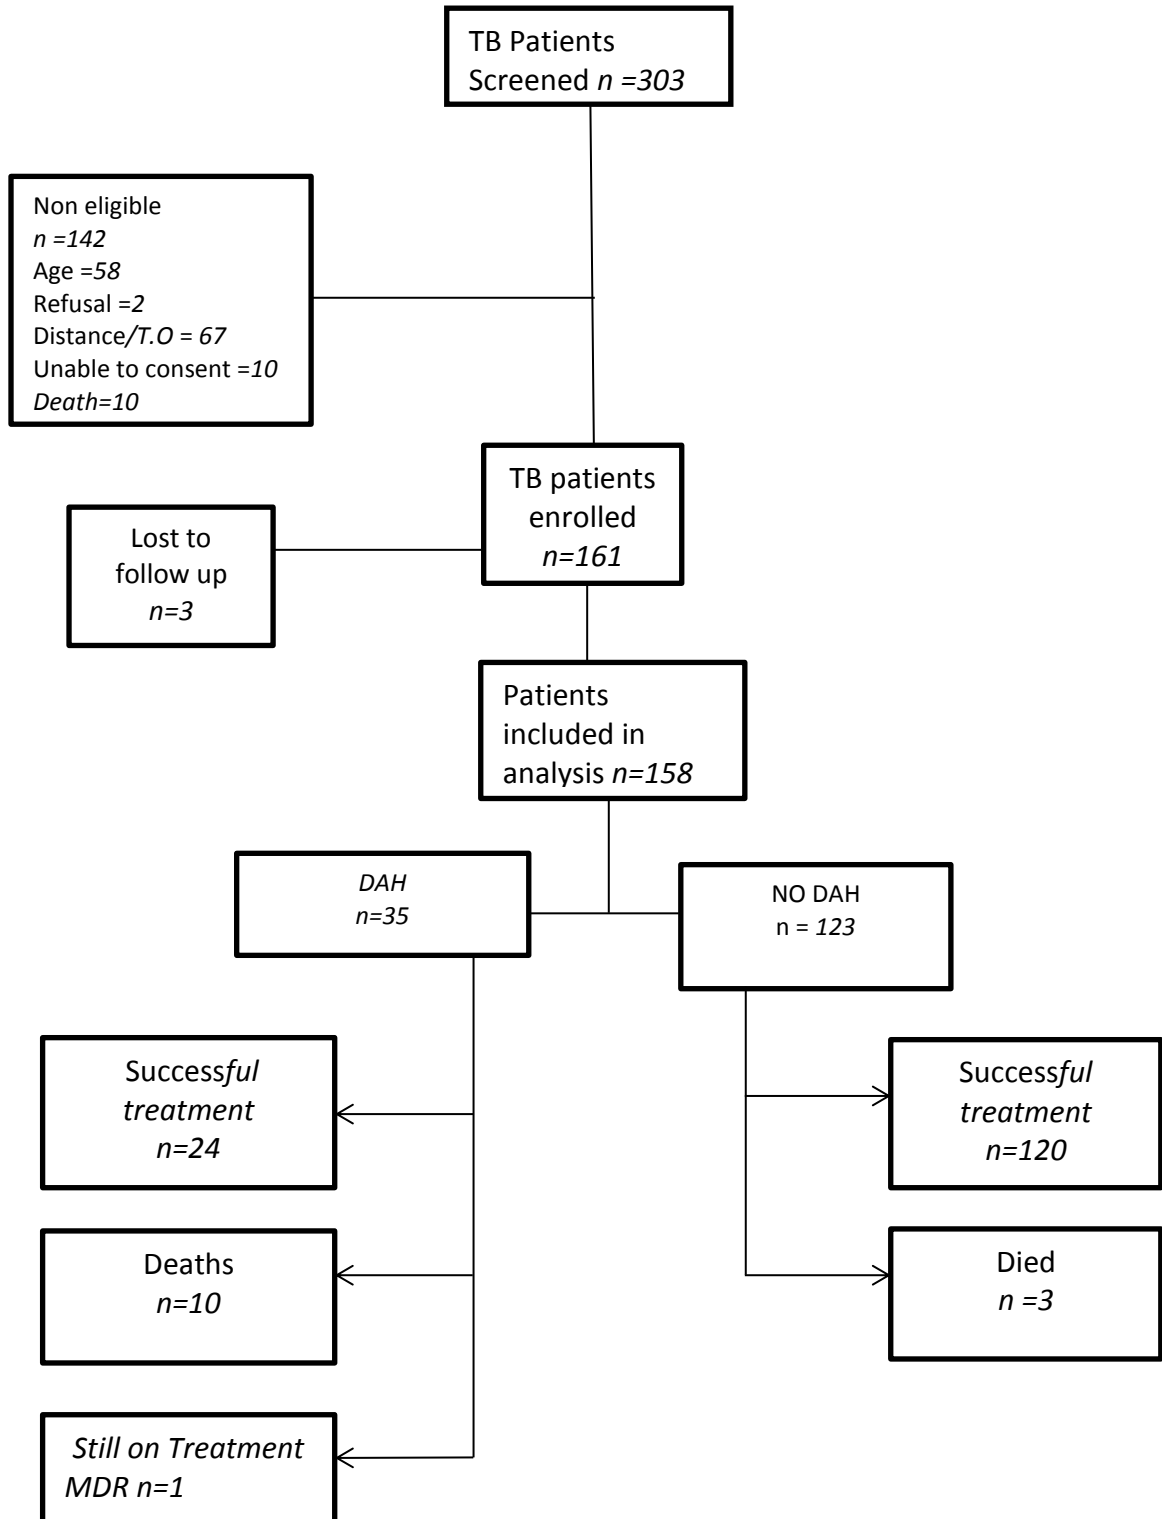 TB Patients
Screened n =303
Non eligible
n =142
Age =58
Refusal =2
Distance/T.O = 67
Unable to consent =10
Death=10
TB patients
enrolled
n=161
Lost to
follow up
n=3
Patients
included in
analysis n=158
DAH
n=35
NO DAH
n = 123
Successful
treatment
n=24
Successful
treatment
n=120
Deaths
n=10
Died
n =3
Still on Treatment
MDR n=1